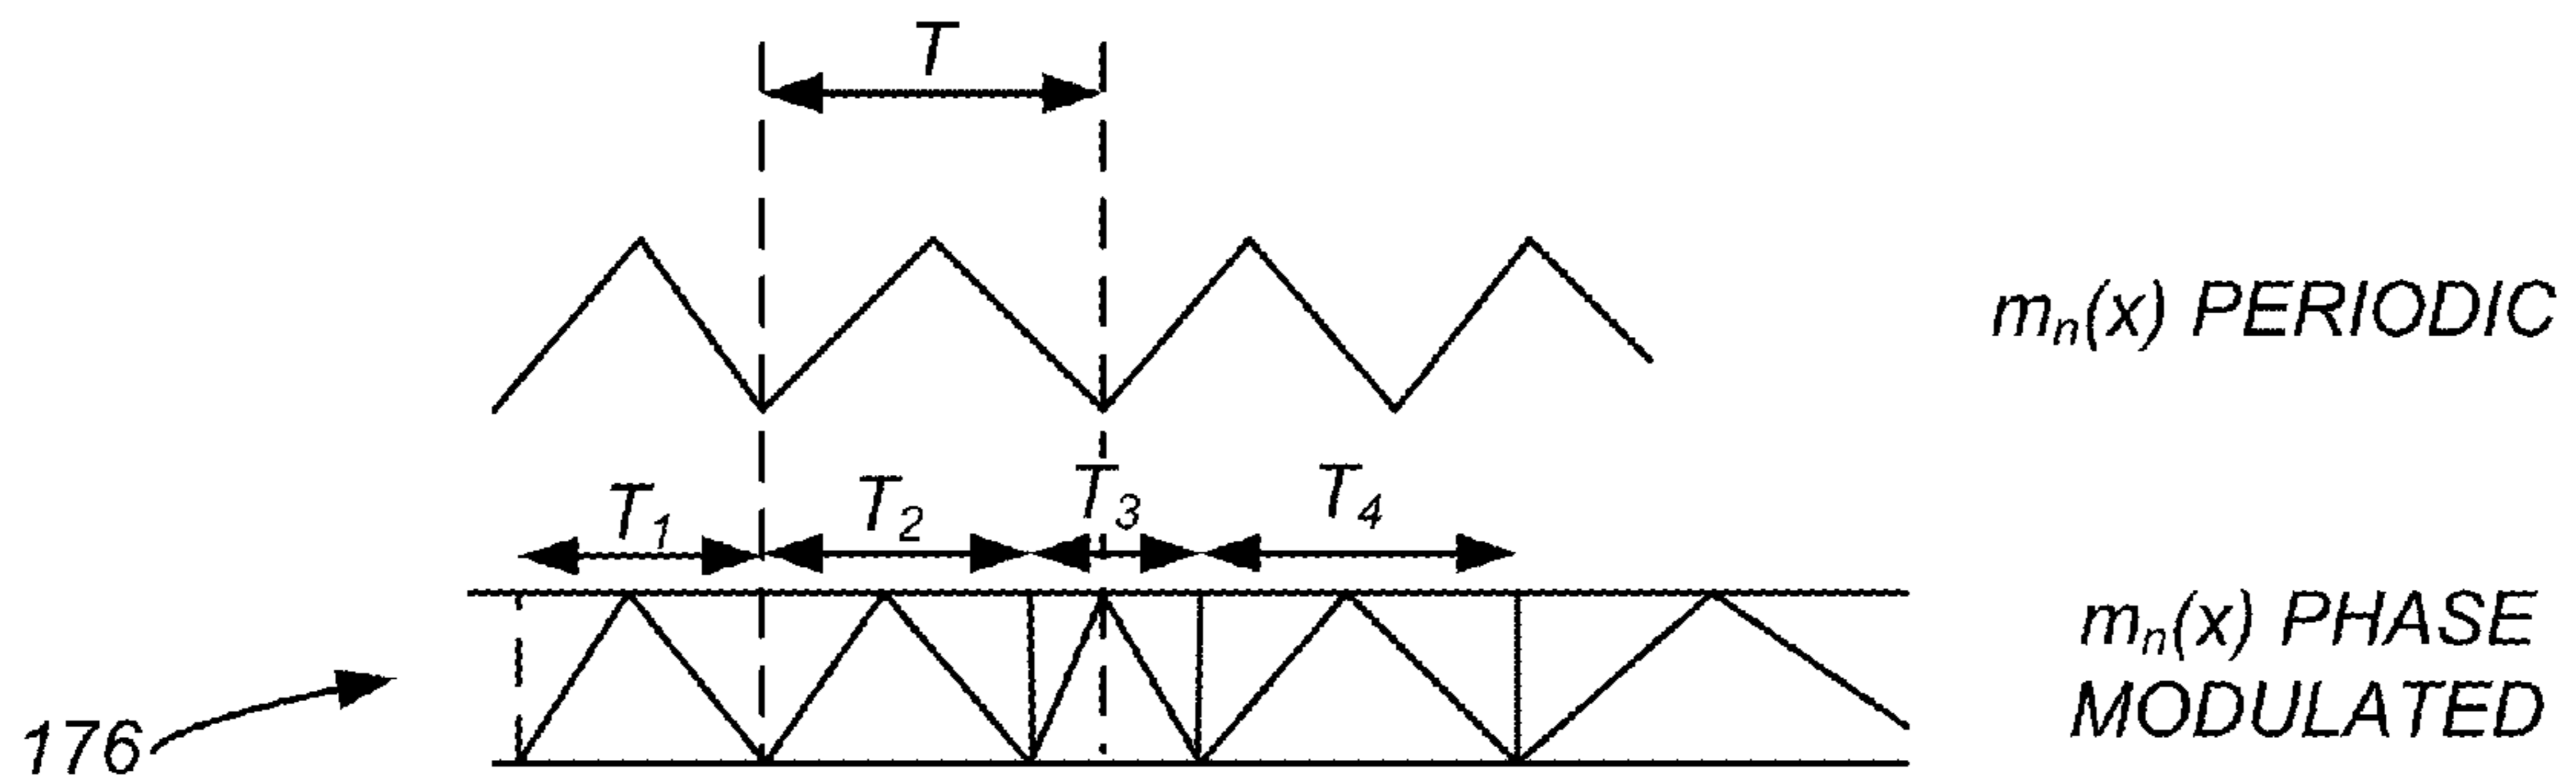 T
mn(x) PERIODIC
T1 T2 T3 T4
mn(x) PHASE
MODULATED
176